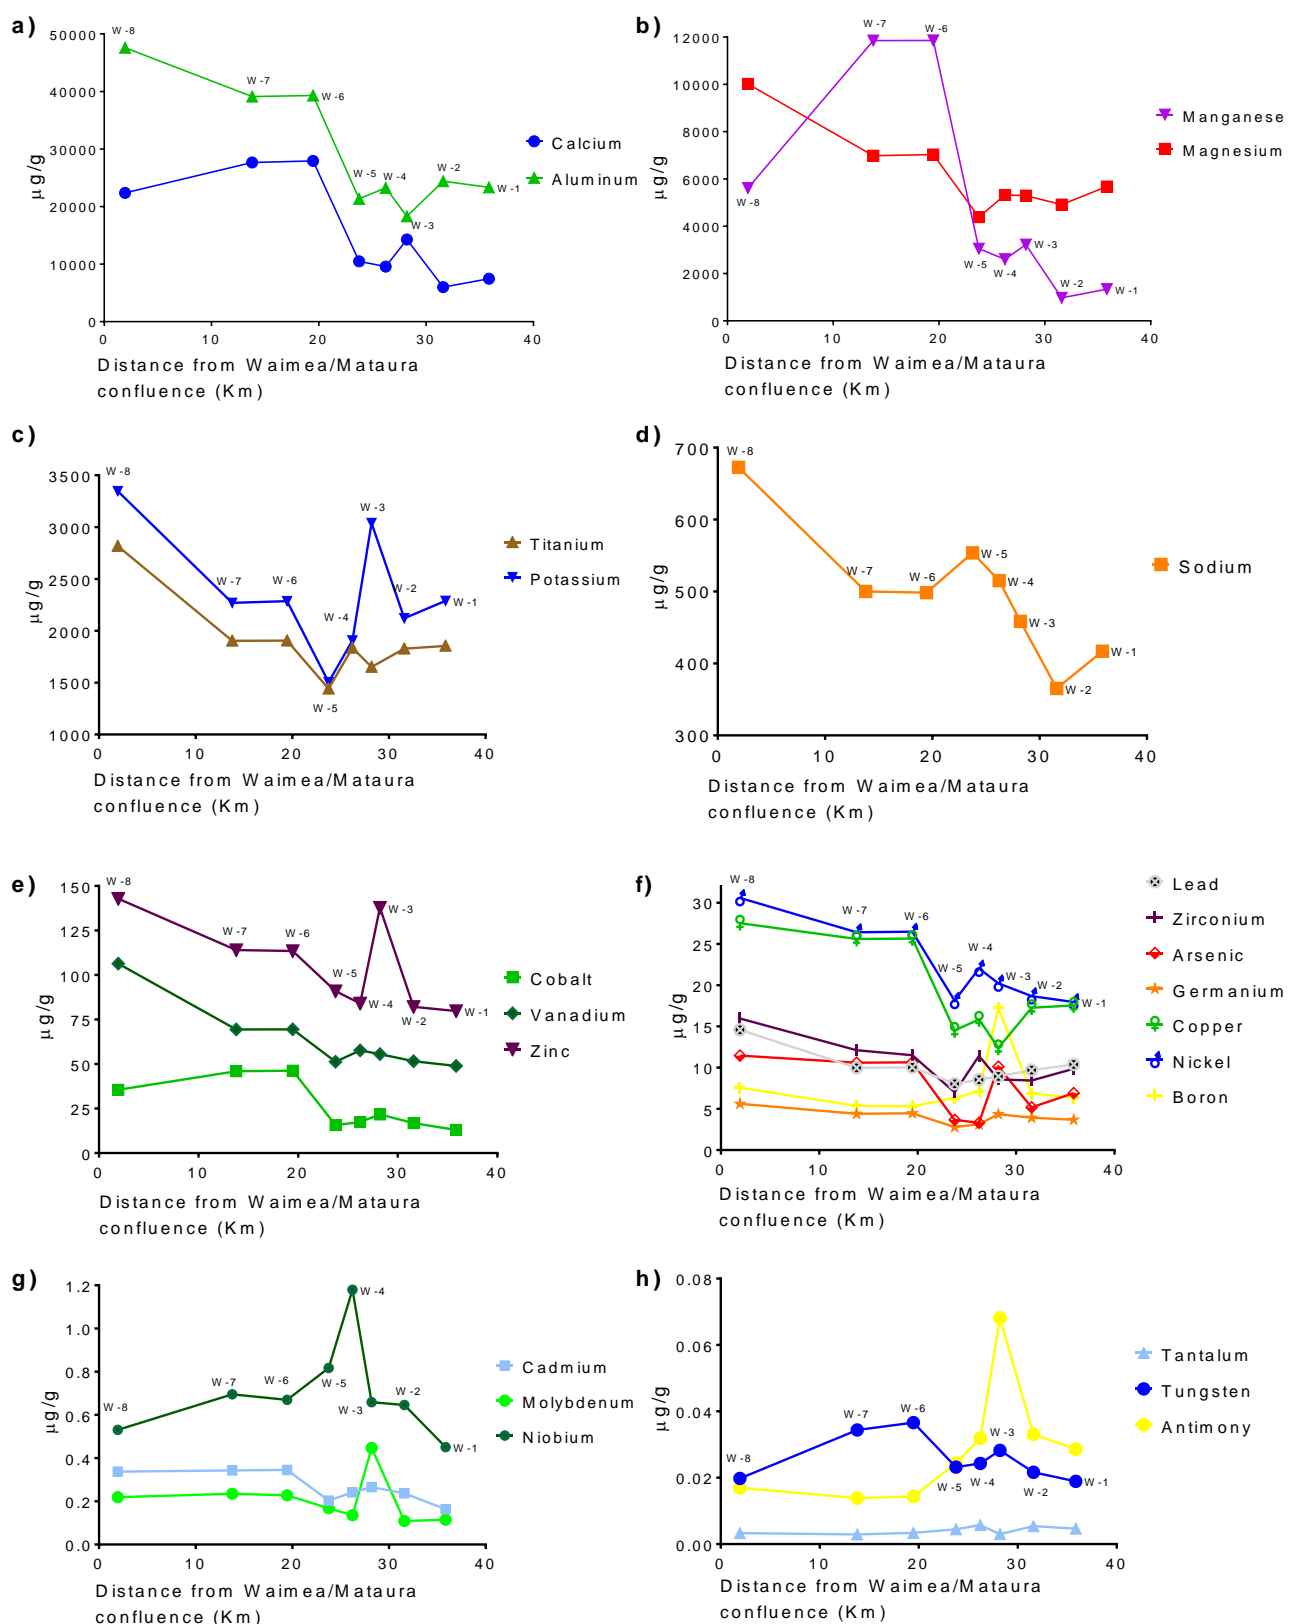 a)
50000
40000
30000
20000
10000
0
μg/g
W-8
W-7
W-6
W-5
W-4
W-3
W-2
W-1
0 10 20 30 40
Distance from Waimea/Mataura
confluence (Km)
Calcium
Aluminum
b)
12000
10000
8000
6000
4000
2000
0
μg/g
W-8
W-7
W-6
W-5
W-4
W-3
W-2
W-1
0 10 20 30 40
Distance from Waimea/Mataura
confluence (Km)
Manganese
Magnesium
c)
3500
3000
2500
2000
1500
1000
μg/g
W-8
W-7
W-6
W-5
W-4
W-3
W-2
W-1
0 10 20 30 40
Distance from Waimea/Mataura
confluence (Km)
Titanium
Potassium
d)
700
600
500
400
300
μg/g
W-8
W-7
W-6
W-5
W-4
W-3
W-2
W-1
0 10 20 30 40
Distance from Waimea/Mataura
confluence (Km)
Sodium
e)
150
125
100
75
50
25
0
μg/g
W-8
W-7
W-6
W-5
W-4
W-3
W-2
W-1
0 10 20 30 40
Distance from Waimea/Mataura
confluence (Km)
Cobalt
Vanadium
Zinc
f)
30
25
20
15
10
5
0
μg/g
W-8
W-7
W-6
W-5
W-4
W-3
W-2
W-1
0 10 20 30 40
Distance from Waimea/Mataura
confluence (Km)
Lead
Zirconium
Arsenic
Germanium
Copper
Nickel
Boron
g)
1.2
1.0
0.8
0.6
0.4
0.2
0.0
μg/g
W-8
W-7
W-6
W-5
W-4
W-3
W-2
W-1
0 10 20 30 40
Distance from Waimea/Mataura
confluence (Km)
Cadmium
Molybdenum
Niobium
h)
0.08
0.06
0.04
0.02
0.00
μg/g
W-8
W-7
W-6
W-5
W-4
W-3
W-2
W-1
0 10 20 30 40
Distance from Waimea/Mataura
confluence (Km)
Tantalum
Tungsten
Antimony